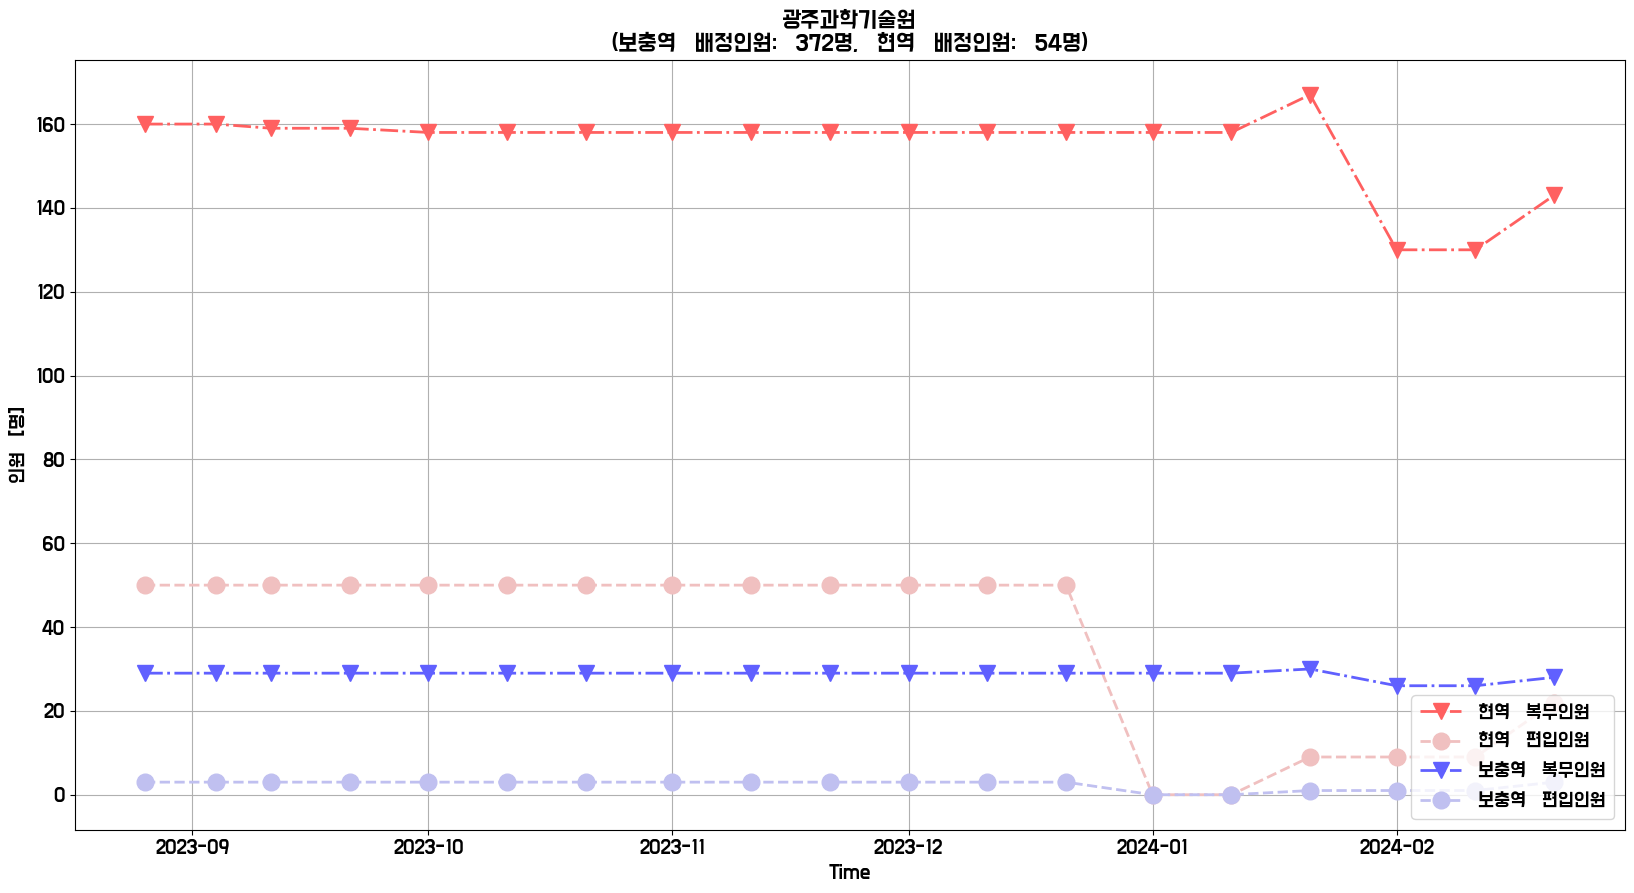 광주과학기술원
(보충역 배정인원: 372명, 현역 배정인원: 54명)
인원 [명]
160
140
120
100
80
60
40
20
0
현역 복무인원
현역 편입인원
보충역 복무인원
보충역 편입인원
2023-09
2023-10
2023-11
2023-12
2024-01
2024-02
Time